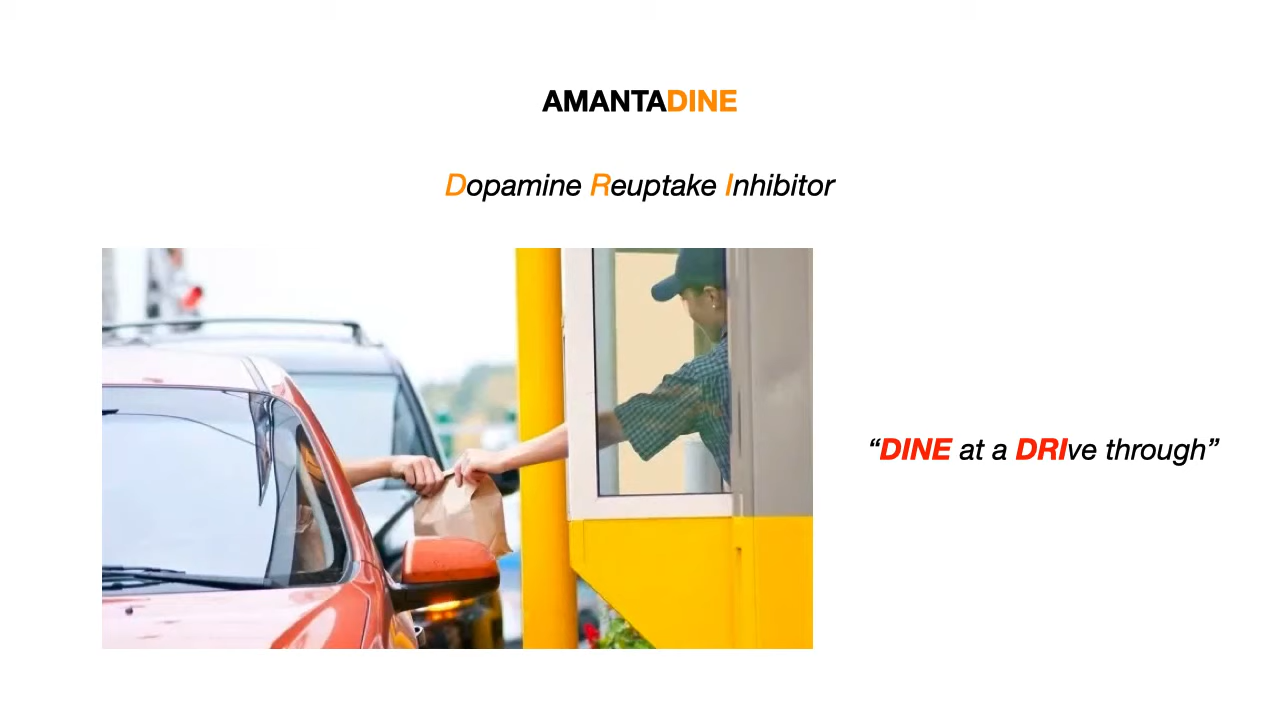 AMANTADINE
Dopamine Reuptake Inhibitor
“DINE at a DRIve through”